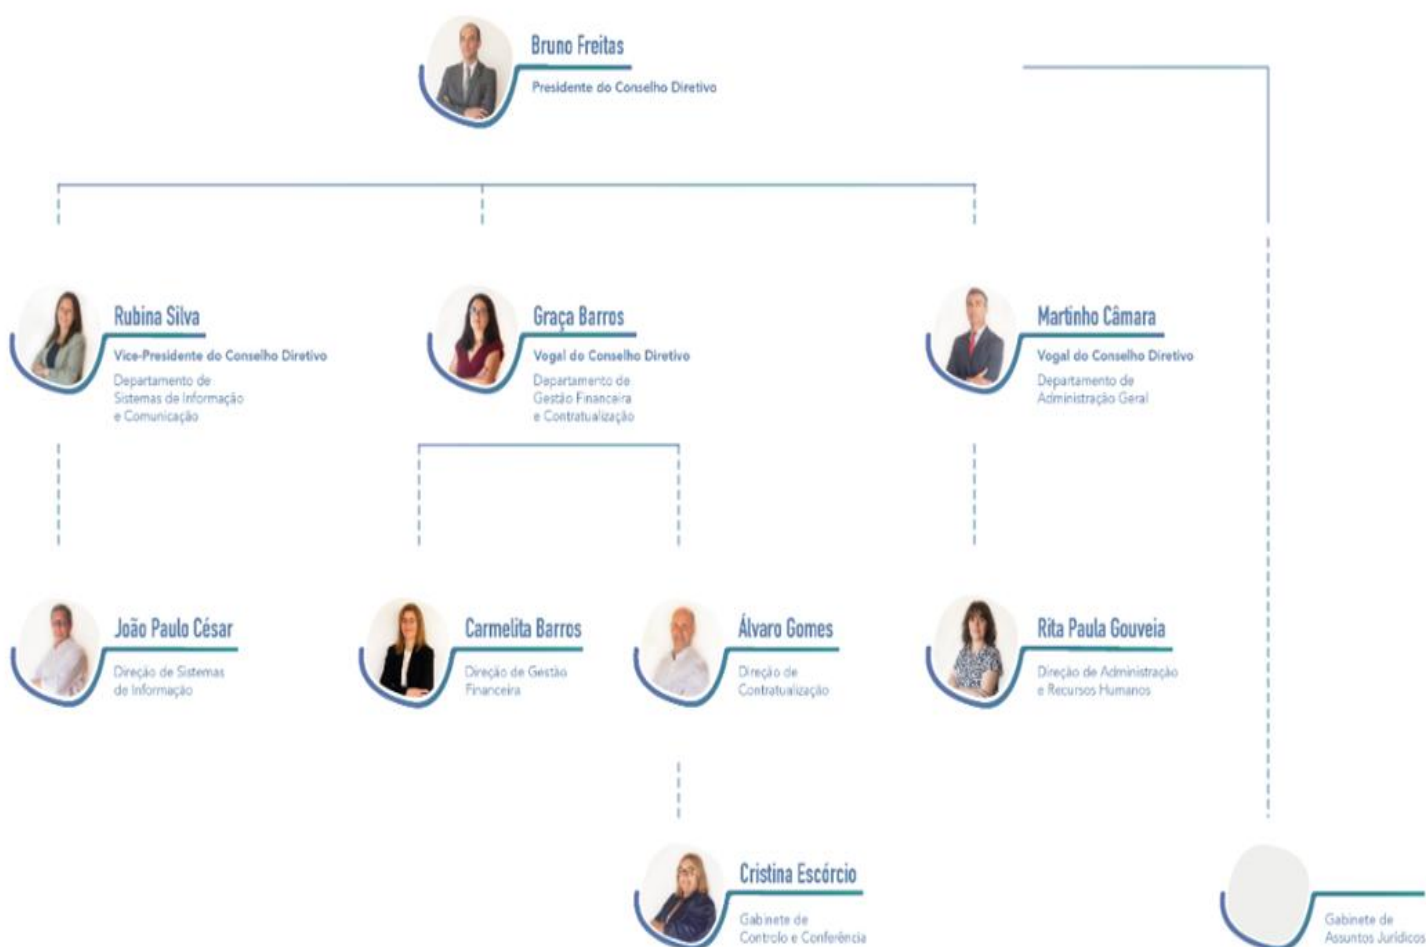 Bruno Freitas
Presidente do Conselho Diretivo
Rubina Silva
Vice-Presidente do Conselho Diretivo
Departamento de
Sistemas de Informação
e Comunicação
Graça Barros
Vogal do Conselho Diretivo
Departamento de
Gestão Financeira
e Contratualização
Martinho Câmara
Vogal do Conselho Diretivo
Departamento de
Administração Geral
João Paulo César
Direção de Sistemas
de Informação
Carmelita Barros
Direção de Gestão
Financeira
Álvaro Gomes
Direção de
Contratualização
Rita Paula Gouveia
Direção de Administração
e Recursos Humanos
Cristina Escórcio
Gabinete de
Controlo e Conferência
Gabinete de
Assuntos Jurídicos